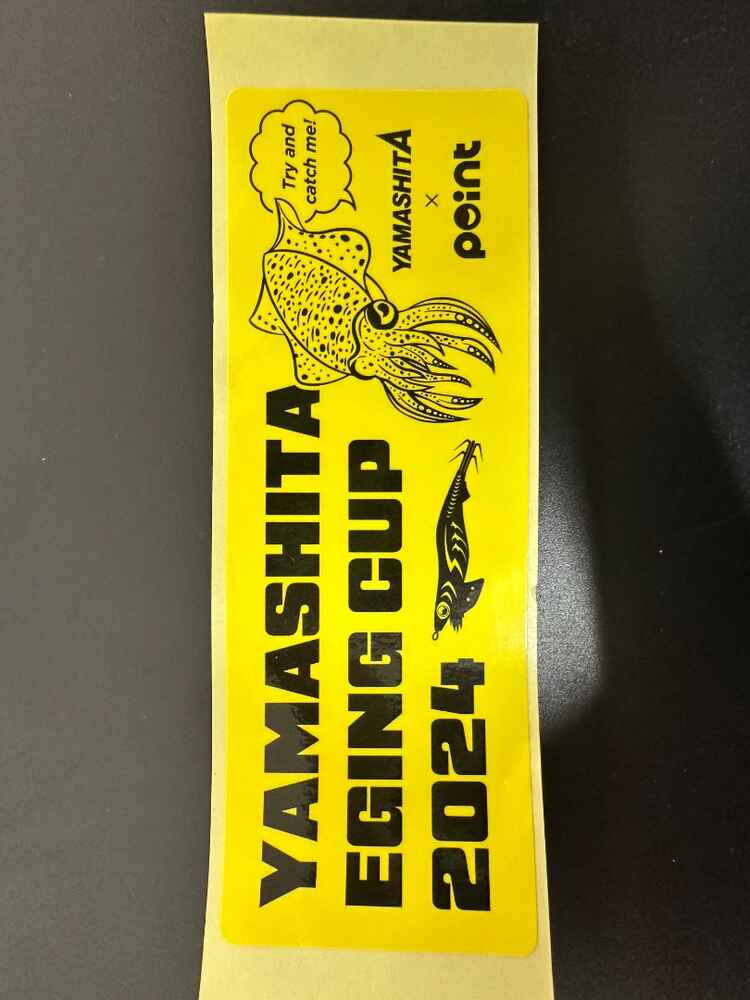 YAMASHITA
EGING CUP
2024
Try and
catch me!
YAMASHITA
×
point